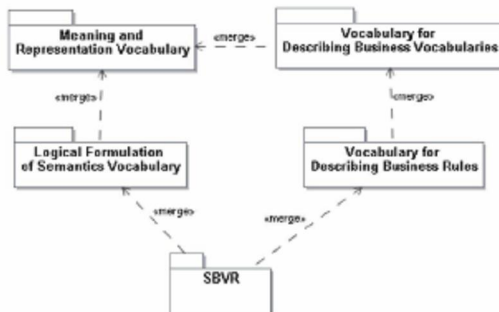 Meaning and
Representation Vocabulary
«merge»
Vocabulary for
Describing Business Vocabularies
«merge»
«merge»
Logical Formulation
of Semantics Vocabulary
Vocabulary for
Describing Business Rules
«merge»
«merge»
SBVR